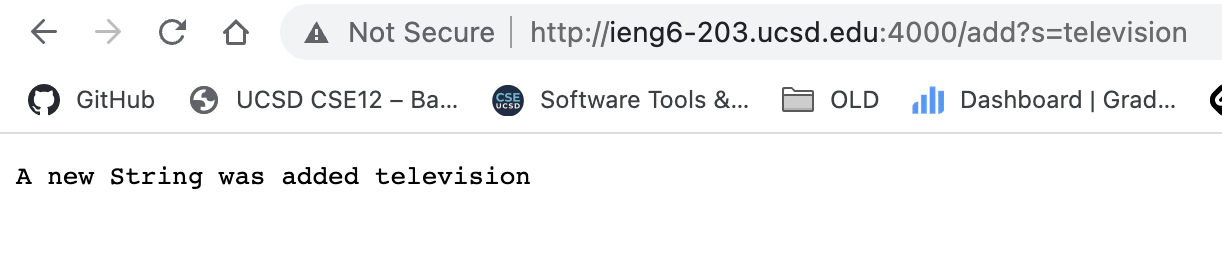 Not Secure http://ieng6-203.ucsd.edu:4000/add?s=television
GitHub UCSD CSE12 – Ba... CSE UCSD Software Tools &... OLD Dashboard | Grad...
A new String was added television